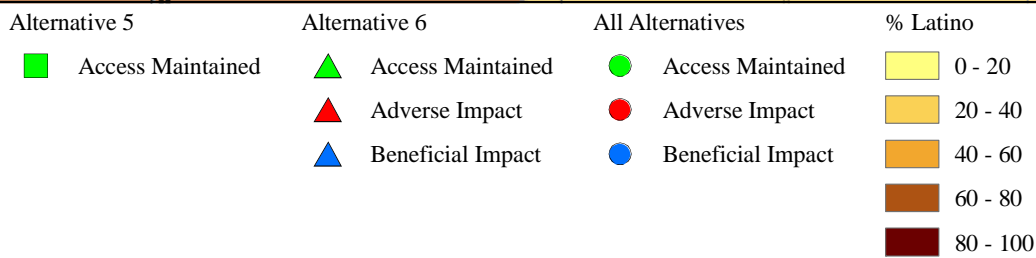 Alternative 5
Alternative 6
All Alternatives
% Latino
Access Maintained
Access Maintained
Access Maintained
0 - 20
Adverse Impact
Adverse Impact
20 - 40
Beneficial Impact
Beneficial Impact
40 - 60
60 - 80
80 - 100